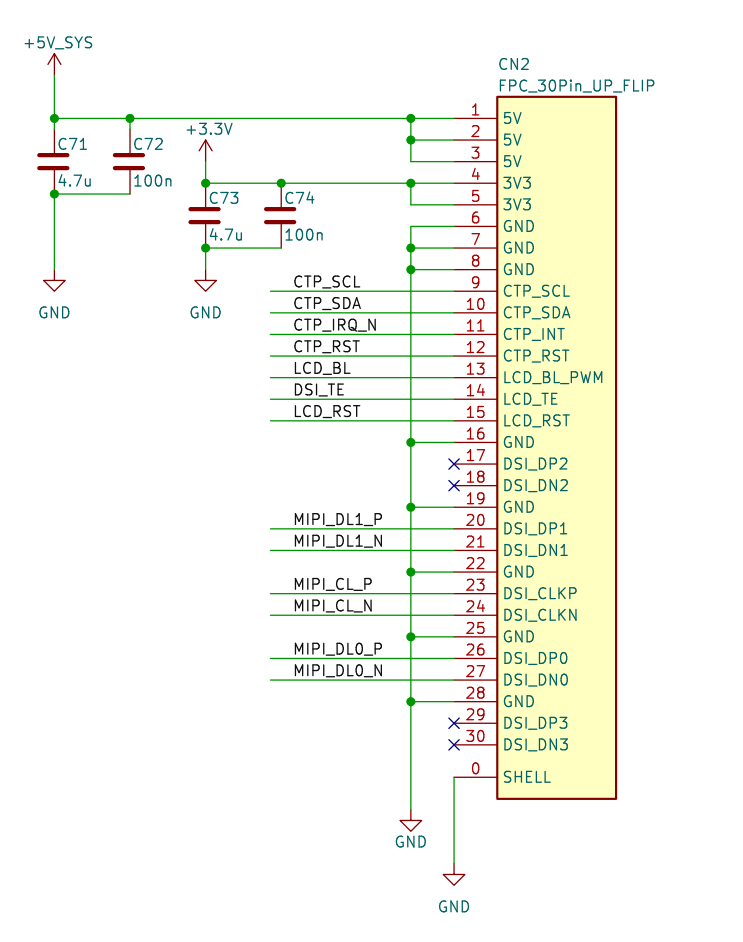 +5V_SYS
CN2
FPC_30Pin_UP_FLIP
1 5V
C71
C72
+3.3V
2 5V
3 5V
4.7u
100n
4 3V3
C73
C74
5 3V3
6 GND
4.7u
100n
7 GND
8 GND
CTP_SCL 9 CTP_SCL
GND
GND
CTP_SDA 10 CTP_SDA
CTP_IRQ_N 11 CTP_INT
CTP_RST 12 CTP_RST
LCD_BL 13 LCD_BL_PWM
DSI_TE 14 LCD_TE
LCD_RST 15 LCD_RST
16 GND
17 DSI_DP2
18 DSI_DN2
19 GND
MIPI_DL1_P 20 DSI_DP1
MIPI_DL1_N 21 DSI_DN1
22 GND
MIPI_CL_P 23 DSI_CLKP
MIPI_CL_N 24 DSI_CLKN
25 GND
MIPI_DL0_P 26 DSI_DP0
MIPI_DL0_N 27 DSI_DN0
28 GND
29 DSI_DP3
30 DSI_DN3
0 SHELL
GND
GND